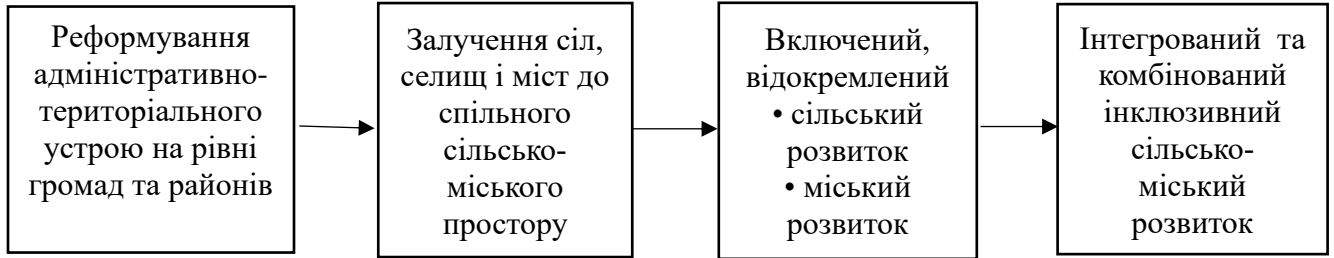 Реформування
адміністративно-
територіального
устрою на рівні
громад та районів
Залучення сіл,
селищ і міст до
спільного
сільсько-
міського
простору
Включений,
відокремлений
• сільський
розвиток
• міський
розвиток
Інтегрований та
комбінований
інклюзивний
сільсько-
міський
розвиток